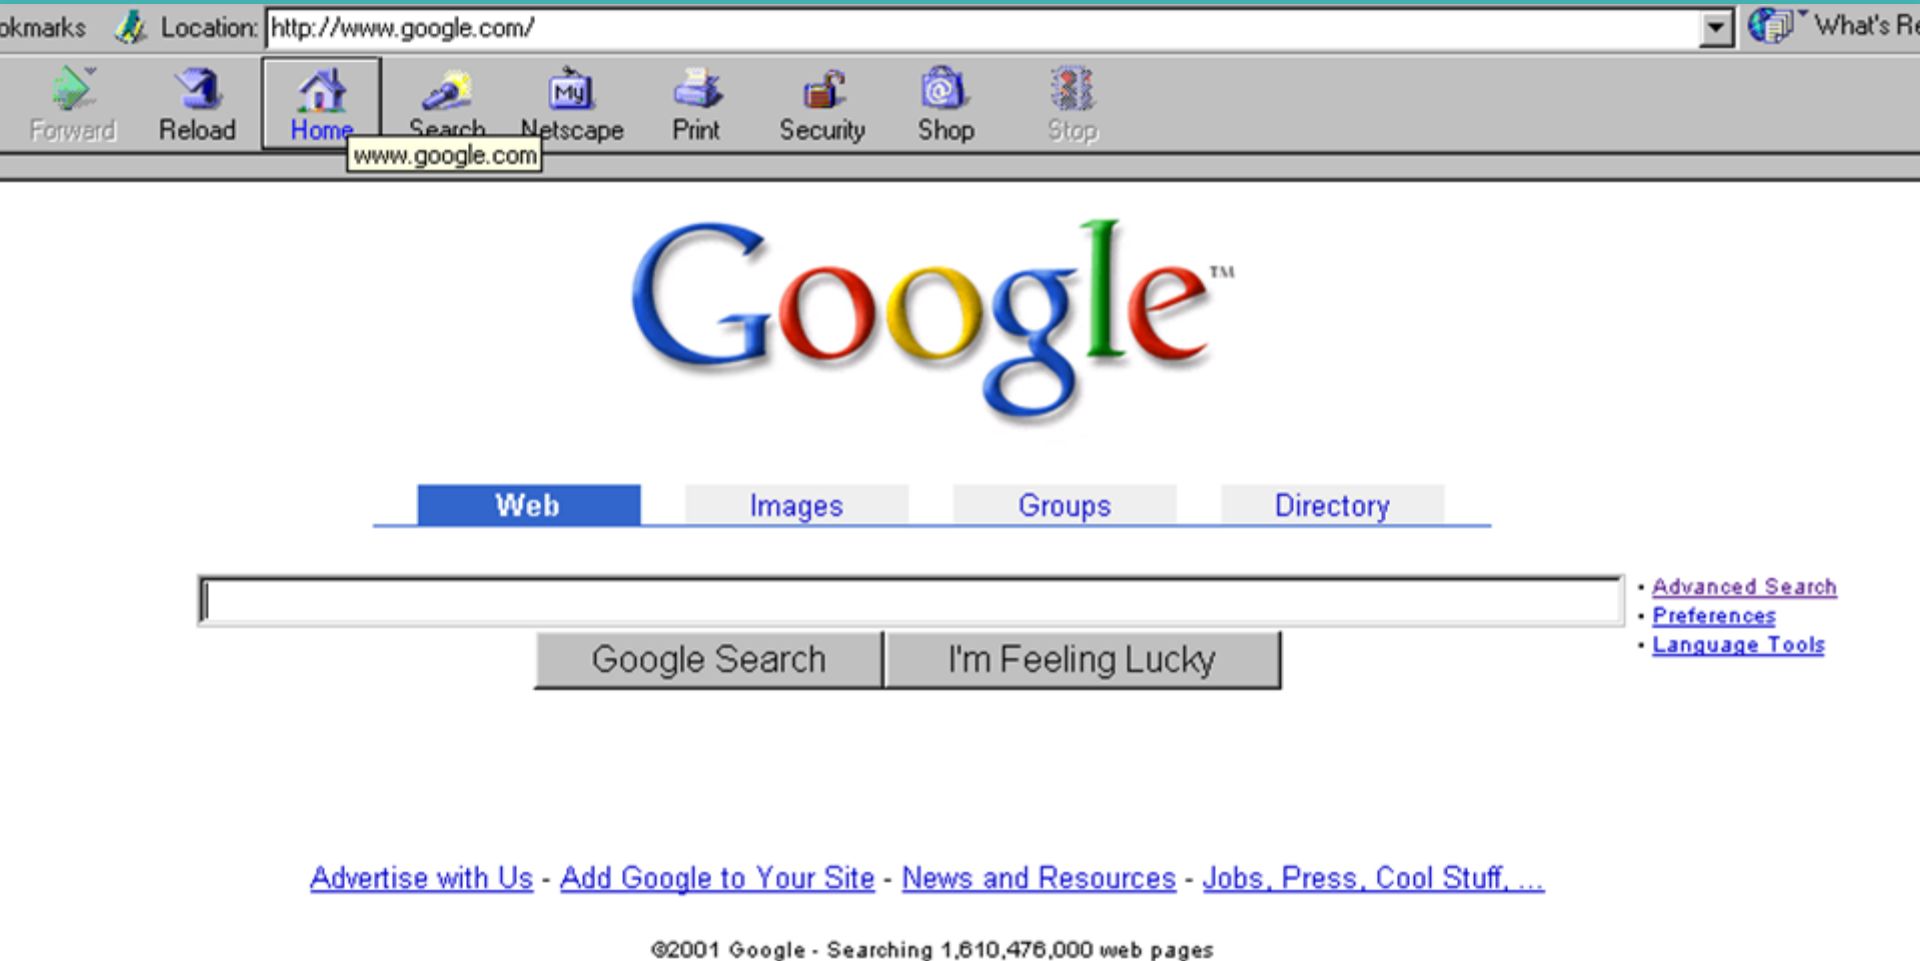 okmarks Location: http://www.google.com/ What's Re
Forward Reload Home Search My Netscape Print Security Shop Stop
www.google.com
Google™
Web Images Groups Directory
• Advanced Search
• Preferences
• Language Tools
Google Search I'm Feeling Lucky
Advertise with Us - Add Google to Your Site - News and Resources - Jobs, Press, Cool Stuff, ...
©2001 Google - Searching 1,610,476,000 web pages